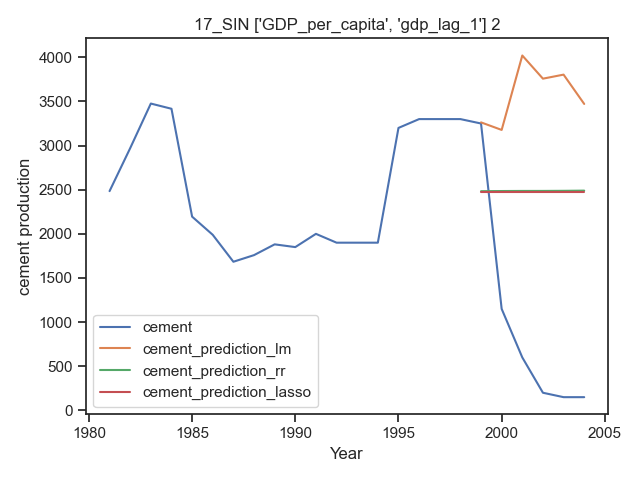 17_SIN ['GDP_per_capita', 'gdp_lag_1'] 2
cement production
4000
3500
3000
2500
2000
1500
1000
500
0
cement
cement_prediction_lm
cement_prediction_rr
cement_prediction_lasso
1980
1985
1990
1995
2000
2005
Year